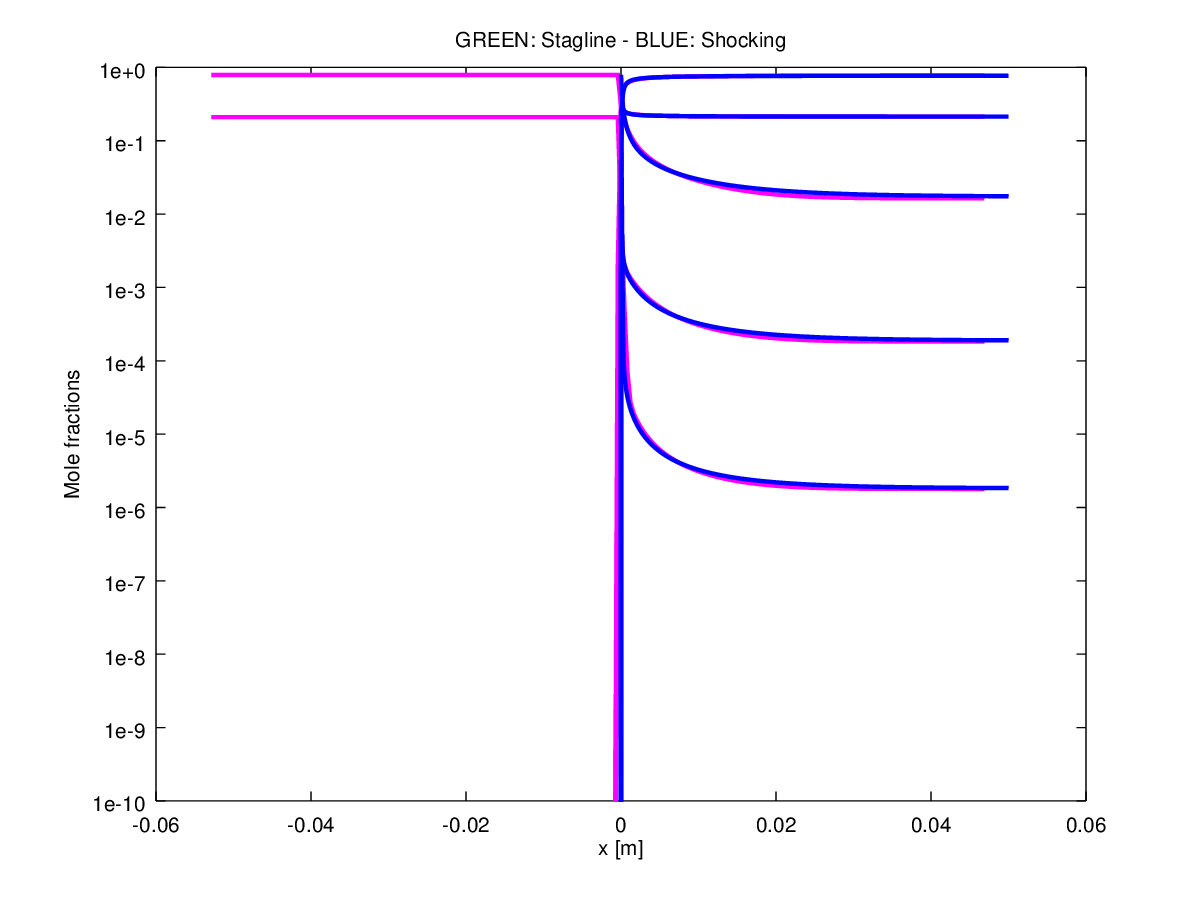 GREEN: Stagline - BLUE: Shocking
1e+0
1e-1
1e-2
1e-3
1e-4
1e-5
1e-6
1e-7
1e-8
1e-9
1e-10
Mole fractions
-0.06
-0.04
-0.02
0
0.02
0.04
0.06
x [m]